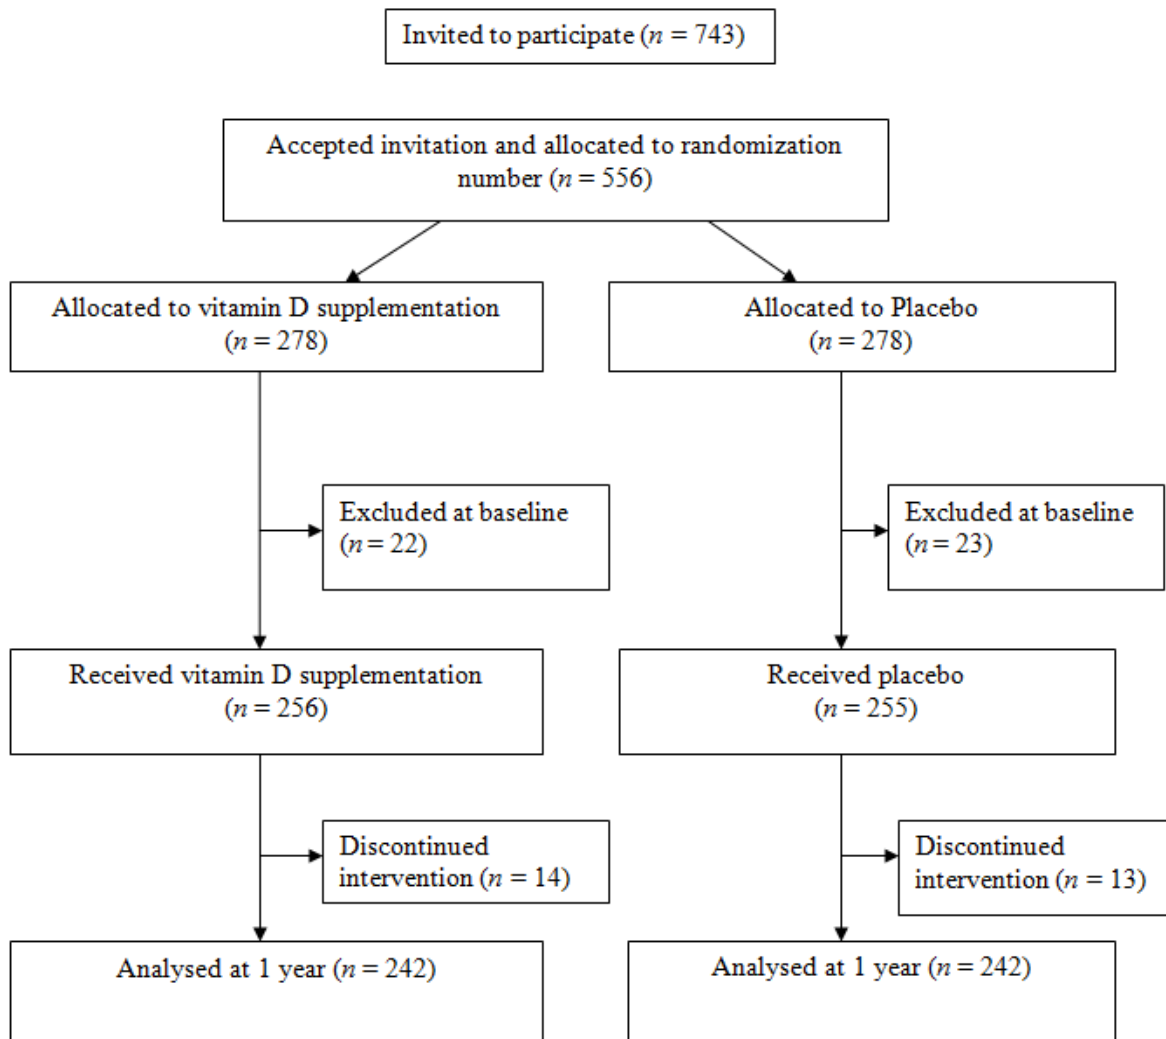 Invited to participate (n = 743)
Accepted invitation and allocated to randomization
number (n = 556)
Allocated to vitamin D supplementation
(n = 278)
Allocated to Placebo
(n = 278)
Excluded at baseline
(n = 22)
Excluded at baseline
(n = 23)
Received vitamin D supplementation
(n = 256)
Received placebo
(n = 255)
Discontinued
intervention (n = 14)
Discontinued
intervention (n = 13)
Analysed at 1 year (n = 242)
Analysed at 1 year (n = 242)